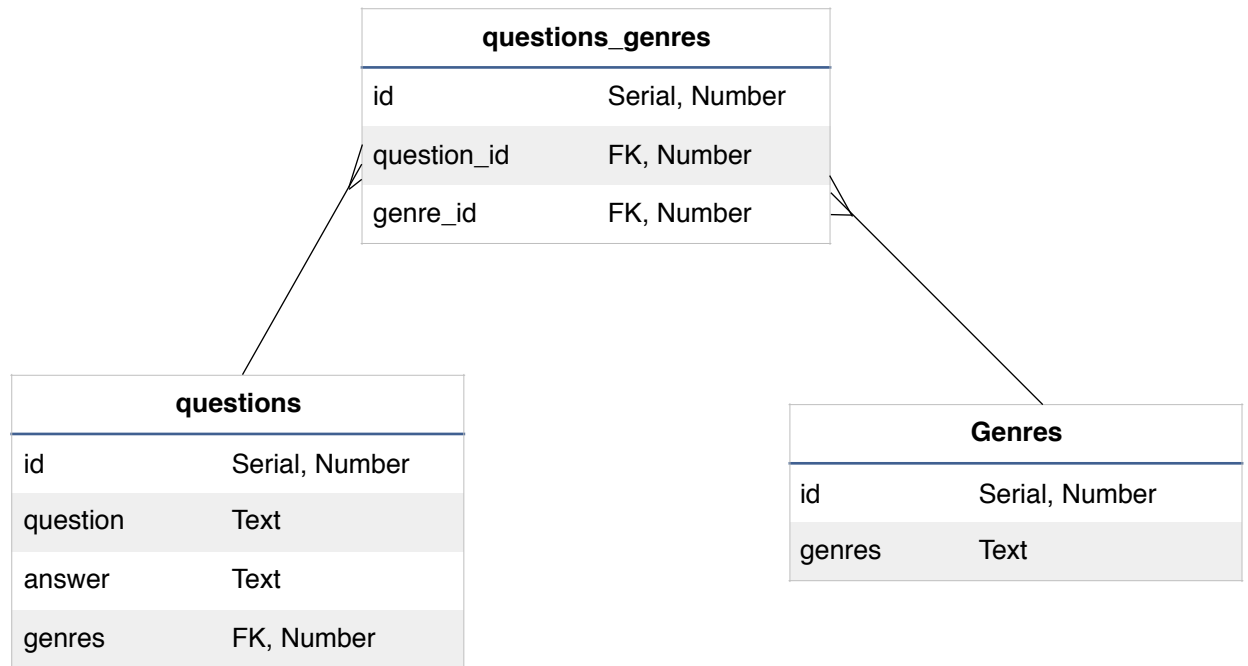 questions_genres
id Serial, Number
question_id FK, Number
genre_id FK, Number
questions
id Serial, Number
question Text
answer Text
genres FK, Number
Genres
id Serial, Number
genres Text